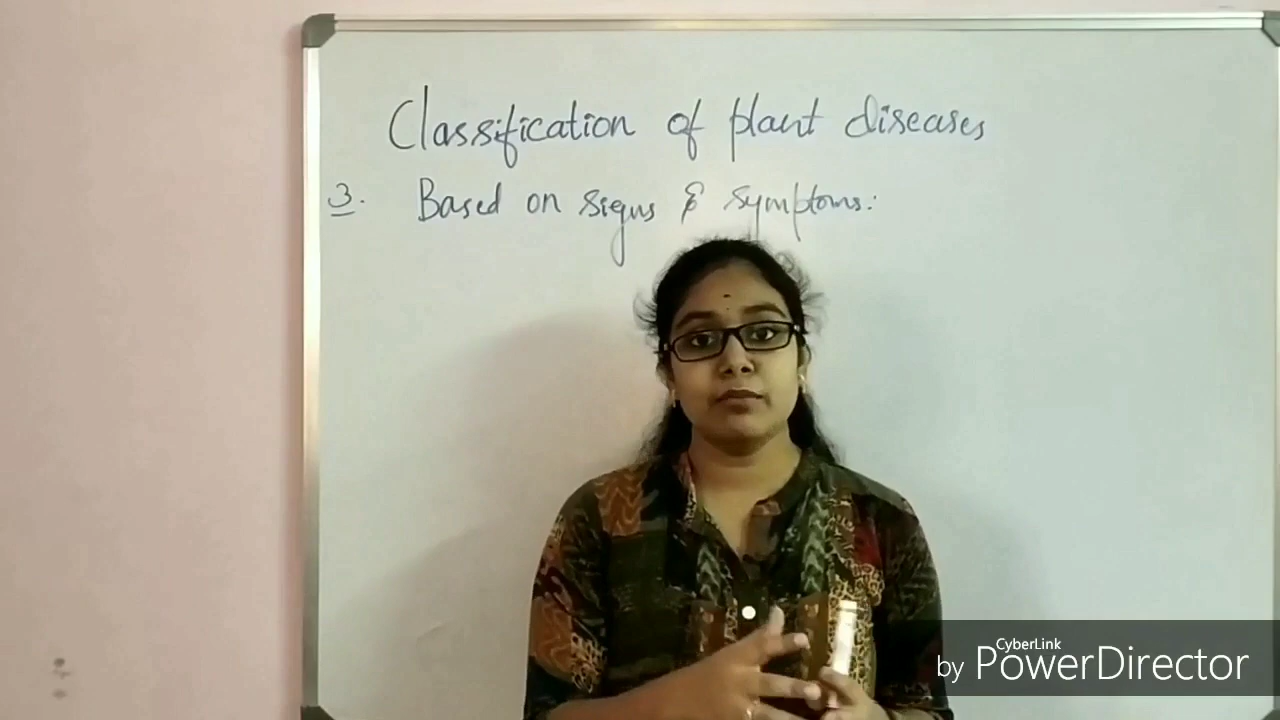 Classification of plant diseases
3. Based on signs & symptoms:
CyberLink
by PowerDirector